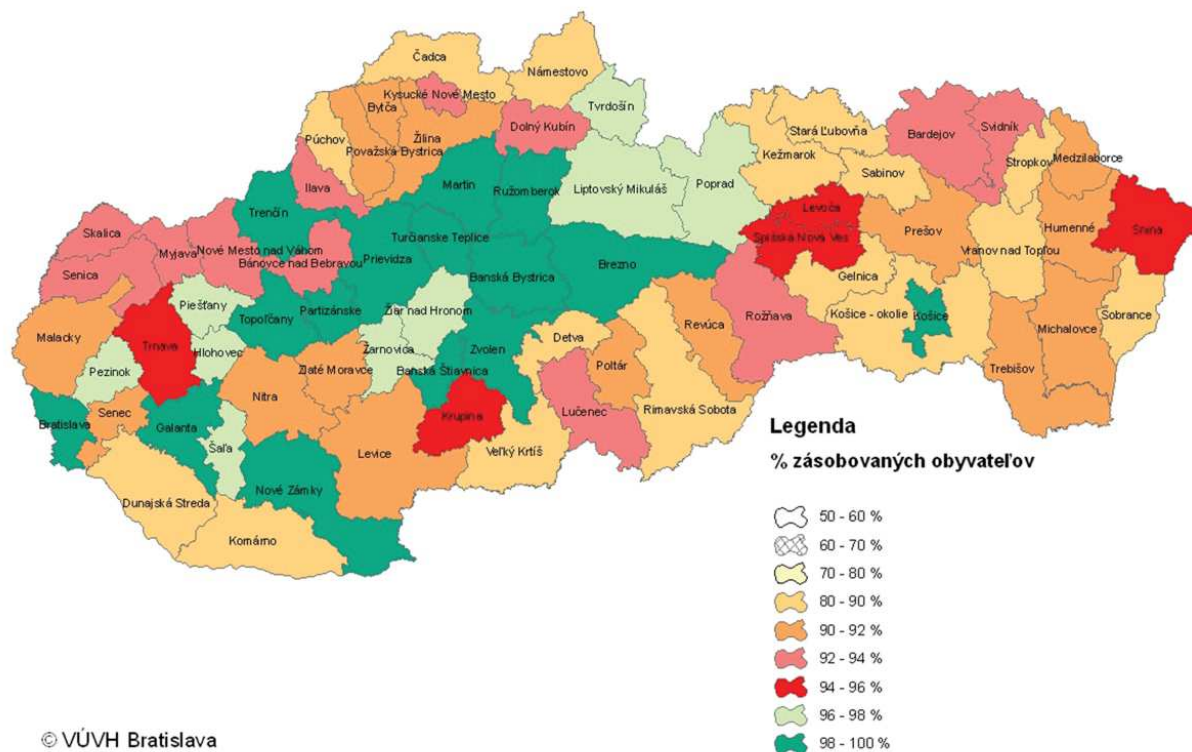 Čadca
Námestovo
Kysucké Nové Mesto
Tvrdošín
Bytča
Dolný Kubín
Bardejov
Svidník
Púchov
Žilina
Stará Ľubovňa
Považská Bystrica
Kežmarok
Stropkov
Medzilaborce
Sabinov
Ilava
Martin
Ružomberok
Liptovský Mikuláš
Poprad
Trenčín
Levoča
Humenné
Snina
Skalica
Myjava
Nové Mesto nad Váhom
Turčianske Teplice
Spišská Nová Ves
Prešov
Senica
Bánovce nad Bebravou
Prievidza
Banská Bystrica
Brezno
Vranov nad Topľou
Gelnica
Piešťany
Topoľčany
Partizánske
Žiar nad Hronom
Rožňava
Košice - okolie
Košice
Sobrance
Malacky
Trnava
Hlohovec
Žarnovica
Zvolen
Detva
Revúca
Michalovce
Pezinok
Zlaté Moravce
Banská Štiavnica
Poltár
Trebišov
Nitra
Senec
Krupina
Lučenec
Rimavská Sobota
Bratislava
Galanta
Šaľa
Levice
Veľký Krtíš
Dunajská Streda
Nové Zámky
Komárno
Legenda
% zásobovaných obyvateľov
50 - 60 %
60 - 70 %
70 - 80 %
80 - 90 %
90 - 92 %
92 - 94 %
94 - 96 %
96 - 98 %
98 - 100 %
© VÚVH Bratislava